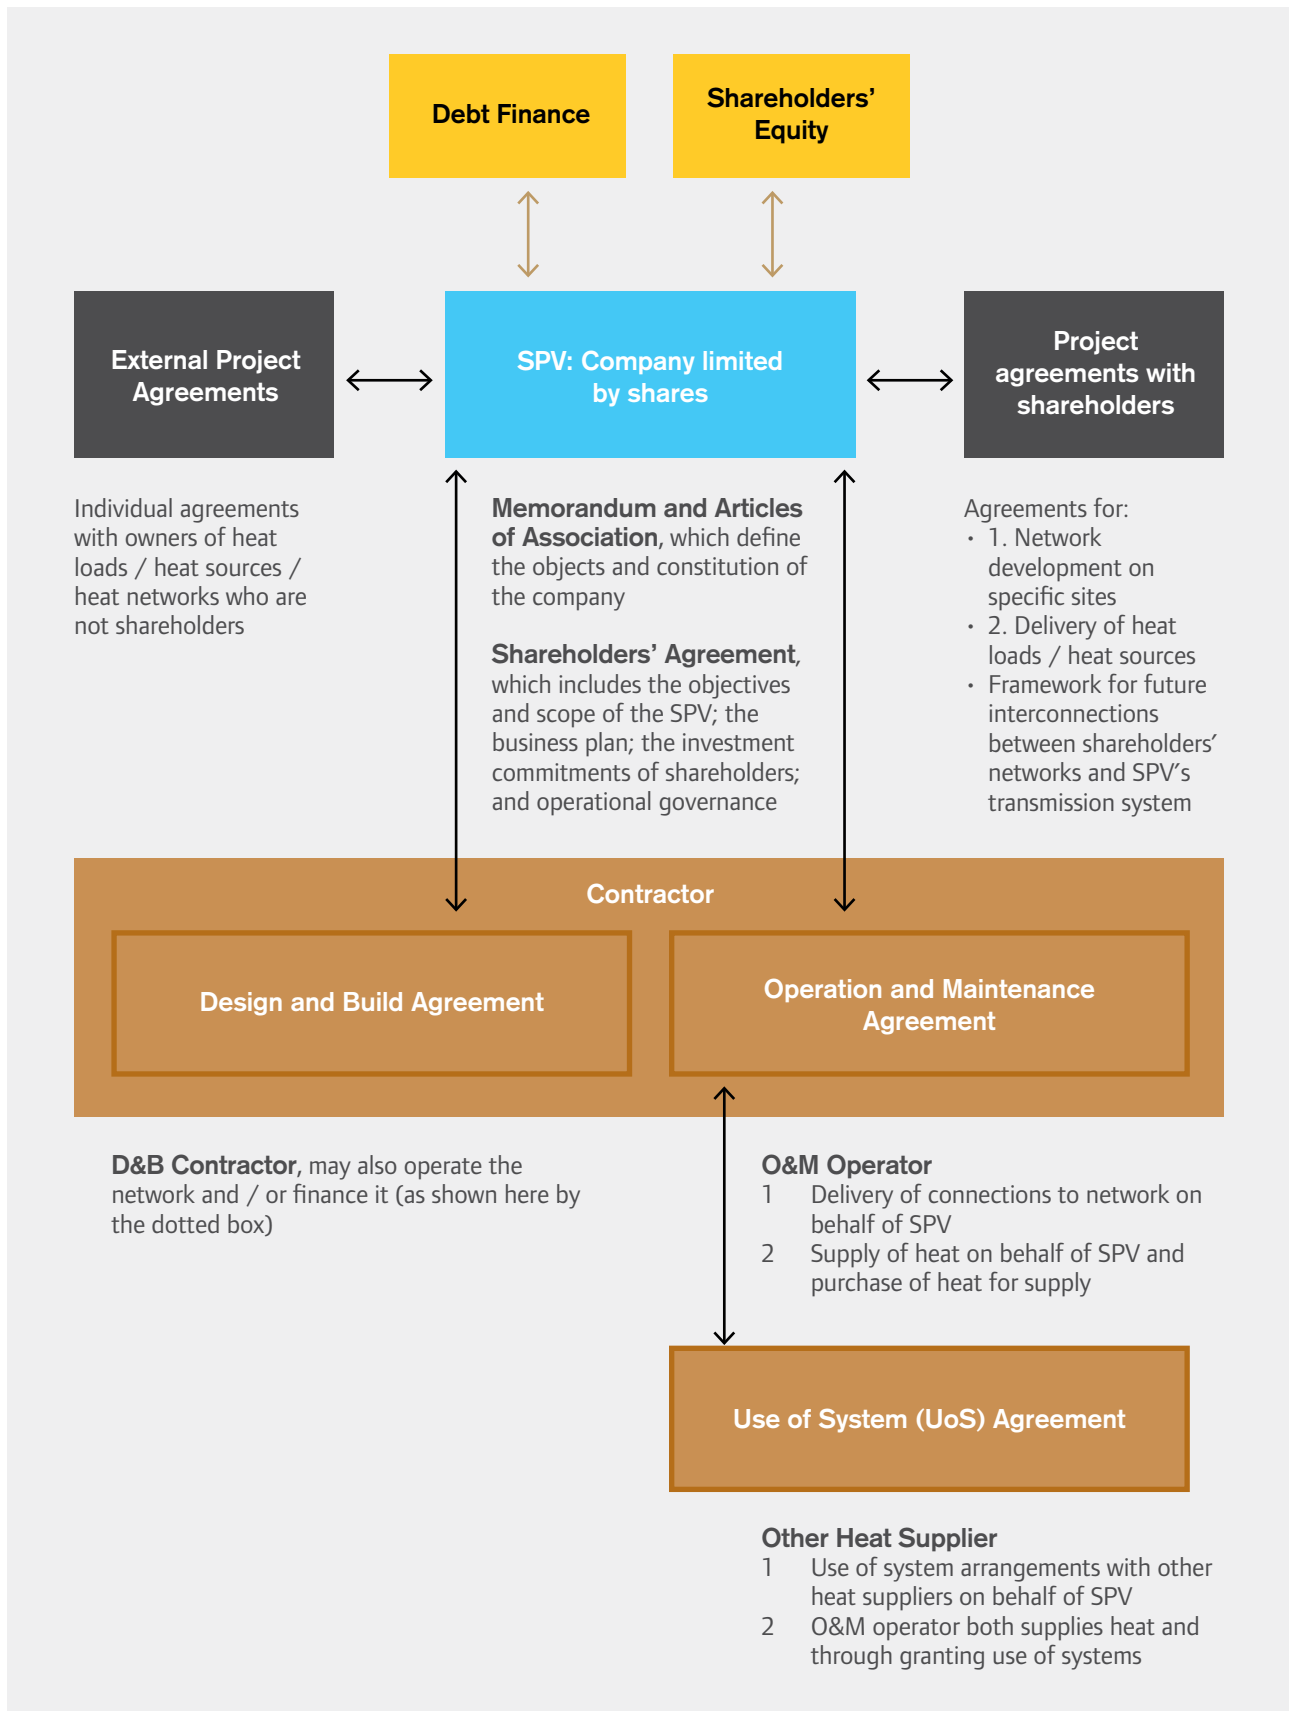 Debt Finance
Shareholders’
Equity
External Project
Agreements
SPV: Company limited
by shares
Project
agreements with
shareholders
Individual agreements
with owners of heat
loads / heat sources /
heat networks who are
not shareholders
Memorandum and Articles
of Association, which define
the objects and constitution of
the company
Shareholders’ Agreement,
which includes the objectives
and scope of the SPV; the
business plan; the investment
commitments of shareholders;
and operational governance
Agreements for:
• 1. Network
development on
specific sites
• 2. Delivery of heat
loads / heat sources
• Framework for future
interconnections
between shareholders’
networks and SPV’s
transmission system
Contractor
Design and Build Agreement
Operation and Maintenance
Agreement
D&B Contractor, may also operate the
network and / or finance it (as shown here by
the dotted box)
O&M Operator
1 Delivery of connections to network on
behalf of SPV
2 Supply of heat on behalf of SPV and
purchase of heat for supply
Use of System (UoS) Agreement
Other Heat Supplier
1 Use of system arrangements with other
heat suppliers on behalf of SPV
2 O&M operator both supplies heat and
through granting use of systems